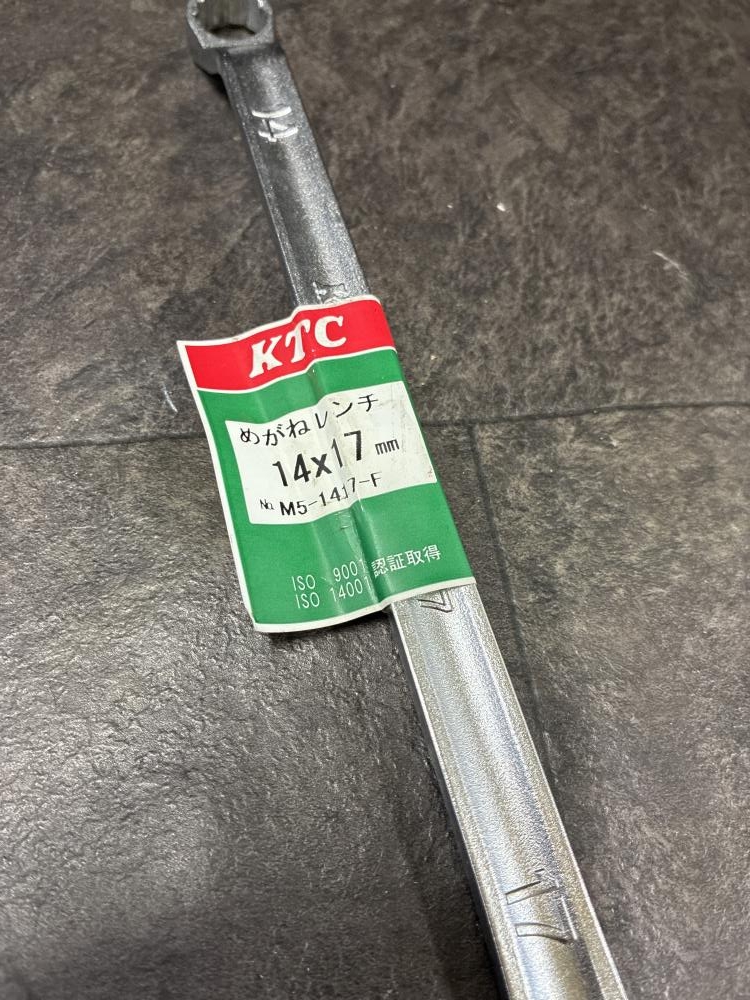 14
KTC
めがねレンチ
14x17 mm
No. M5-1417-F
ISO 9001 認証取得
ISO 14001
17